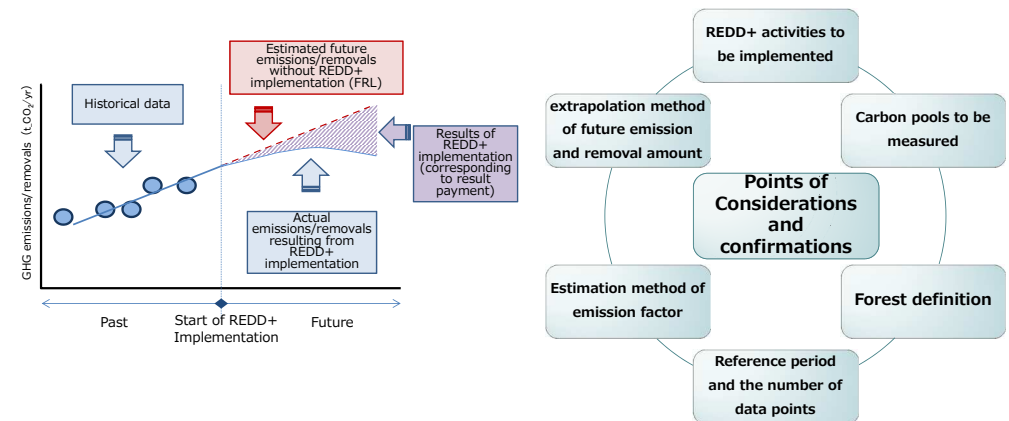 GHG emissions/removals (t_CO₂/yr)
Historical data
Estimated future
emissions/removals
without REDD+
implementation (FRL)
Results of
REDD+
implementation
(corresponding
to result
payment)
Actual
emissions/removals
resulting from
REDD+
implementation
Past
Start of REDD+
Implementation
Future
REDD+ activities to
be implemented
extrapolation method
of future emission
and removal amount
Carbon pools to be
measured
Points of
Considerations
and
confirmations
Estimation method of
emission factor
Forest definition
Reference period
and the number of
data points